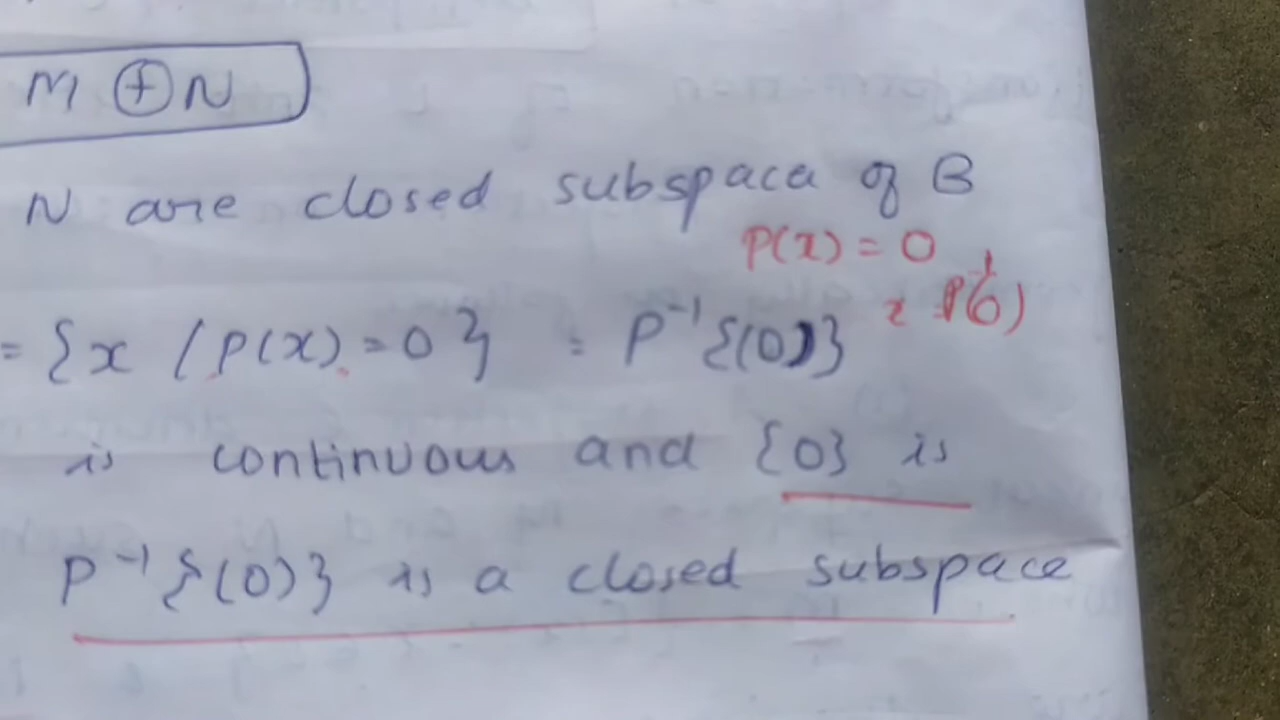 M ⊕ N
N are closed subspaca of B
P(x) = 0
= {x / P(x) = 0} = P⁻¹{(0)}
x P⁻¹(0)
is continuous and {0} is
P⁻¹{(0)} is a closed subspace